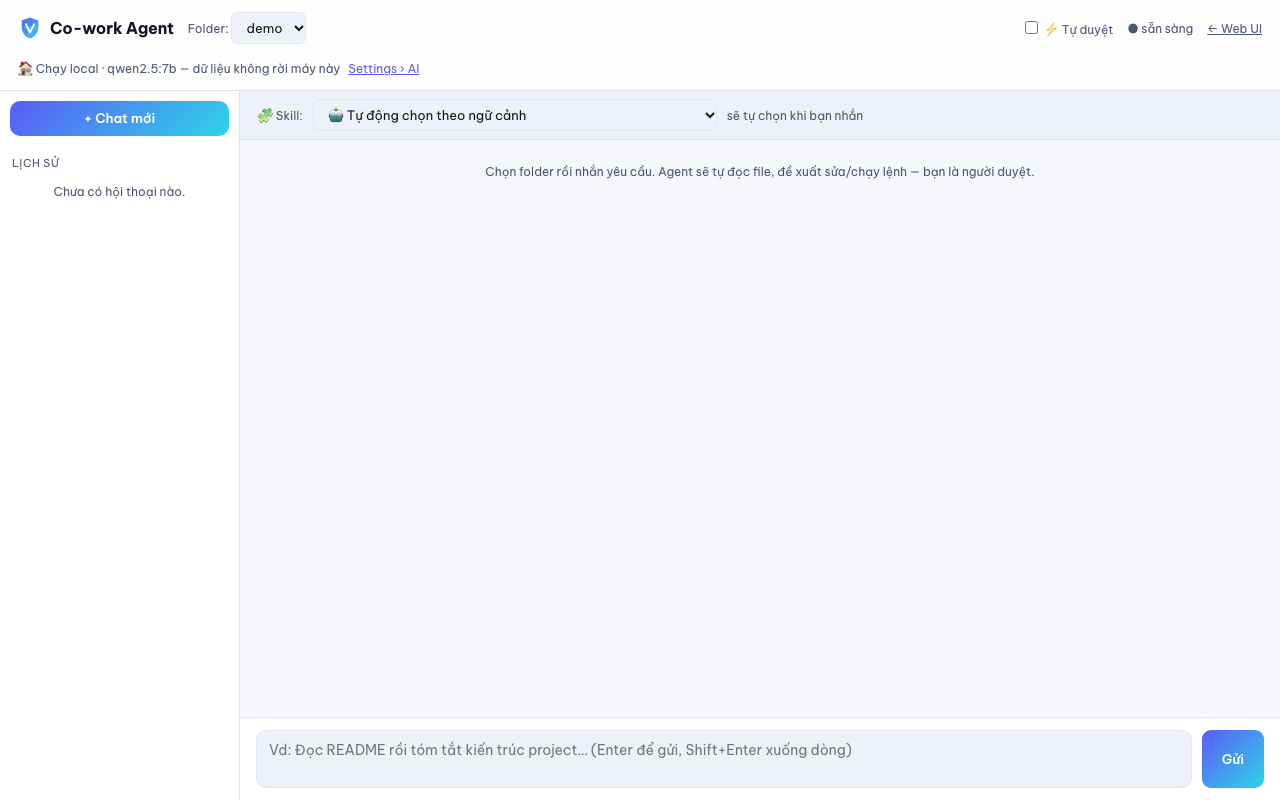 Co-work Agent Folder: demo ⚡ Tự duyệt ● sẵn sàng ← Web UI
🏠 Chạy local · qwen2.5:7b — dữ liệu không rời máy này Settings › AI
+ Chat mới
LỊCH SỬ
Chưa có hội thoại nào.
🧩 Skill: 🤖 Tự động chọn theo ngữ cảnh sẽ tự chọn khi bạn nhắn
Chọn folder rồi nhắn yêu cầu. Agent sẽ tự đọc file, đề xuất sửa/chạy lệnh — bạn là người duyệt.
Vd: Đọc README rồi tóm tắt kiến trúc project… (Enter để gửi, Shift+Enter xuống dòng)
Gửi